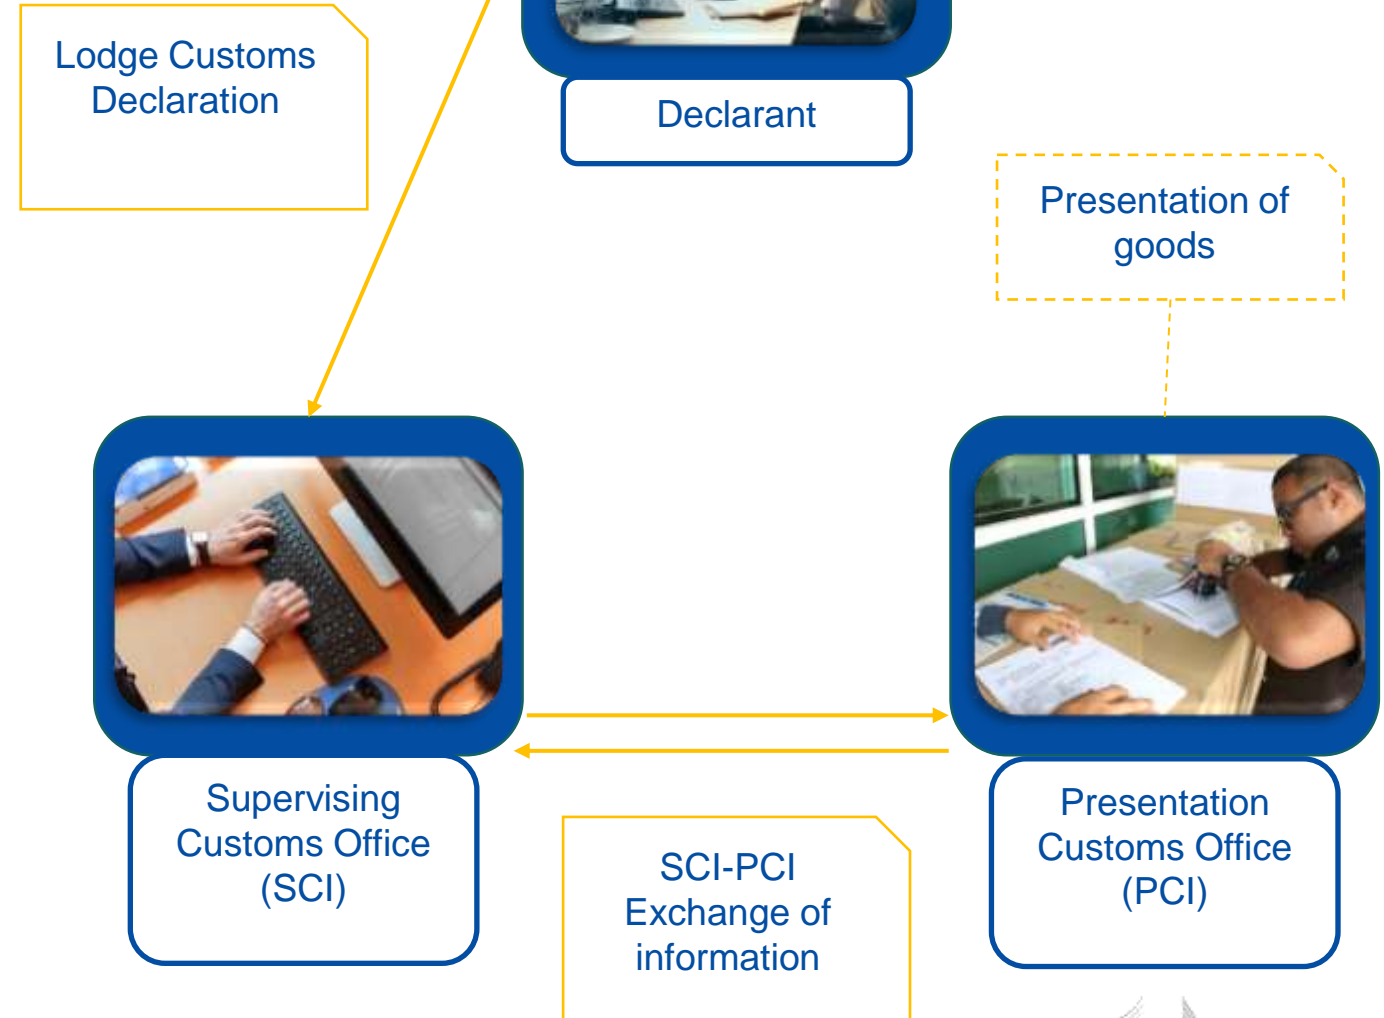 Lodge Customs
Declaration
Declarant
Presentation of
goods
Supervising
Customs Office
(SCI)
SCI-PCI
Exchange of
information
Presentation
Customs Office
(PCI)